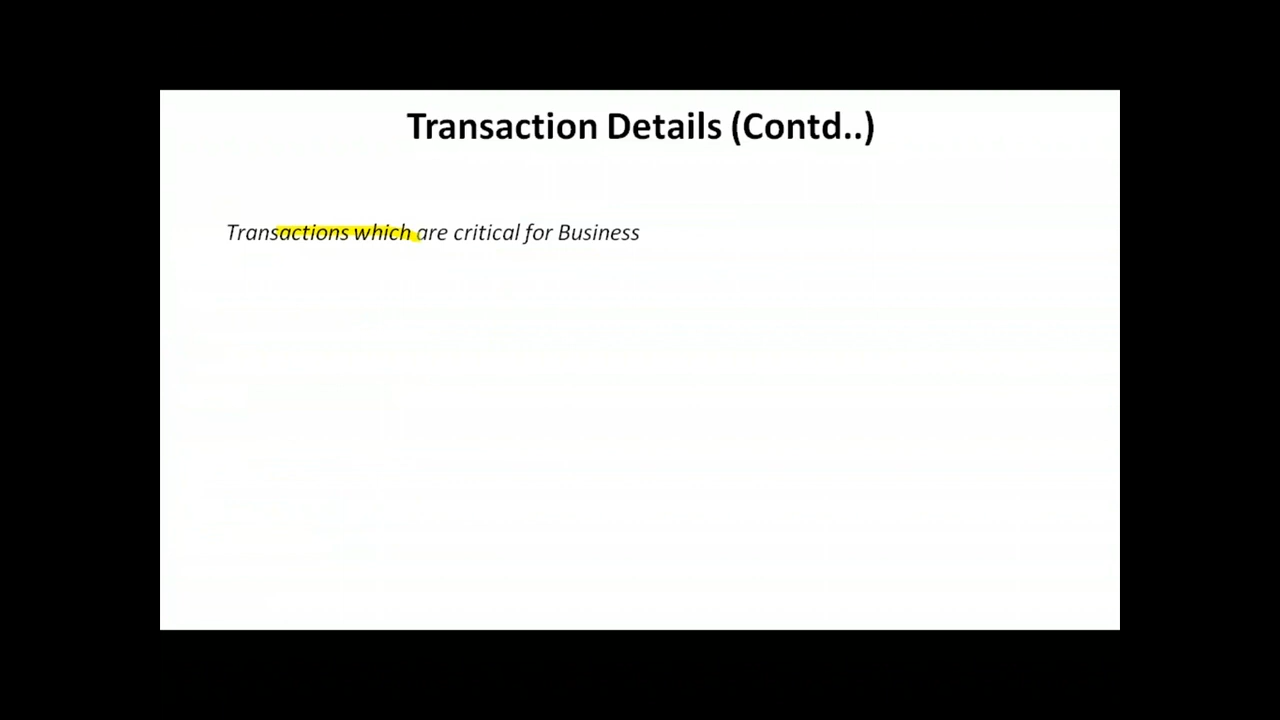 Transaction Details (Contd..)
Transactions which are critical for Business